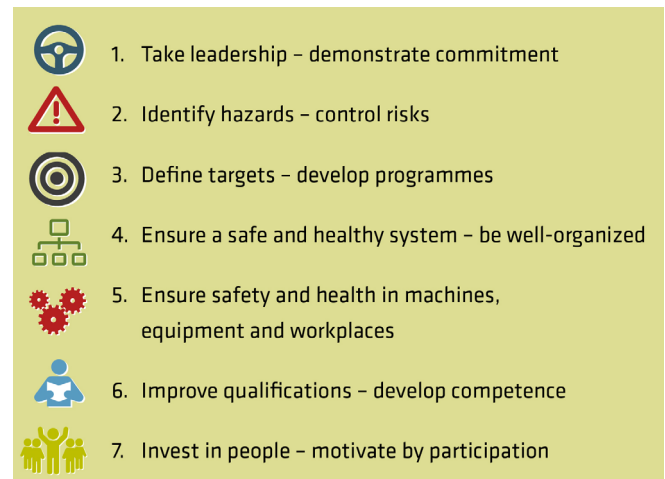 1. Take leadership – demonstrate commitment
2. Identify hazards – control risks
3. Define targets – develop programmes
4. Ensure a safe and healthy system – be well-organized
5. Ensure safety and health in machines,
equipment and workplaces
6. Improve qualifications – develop competence
7. Invest in people – motivate by participation